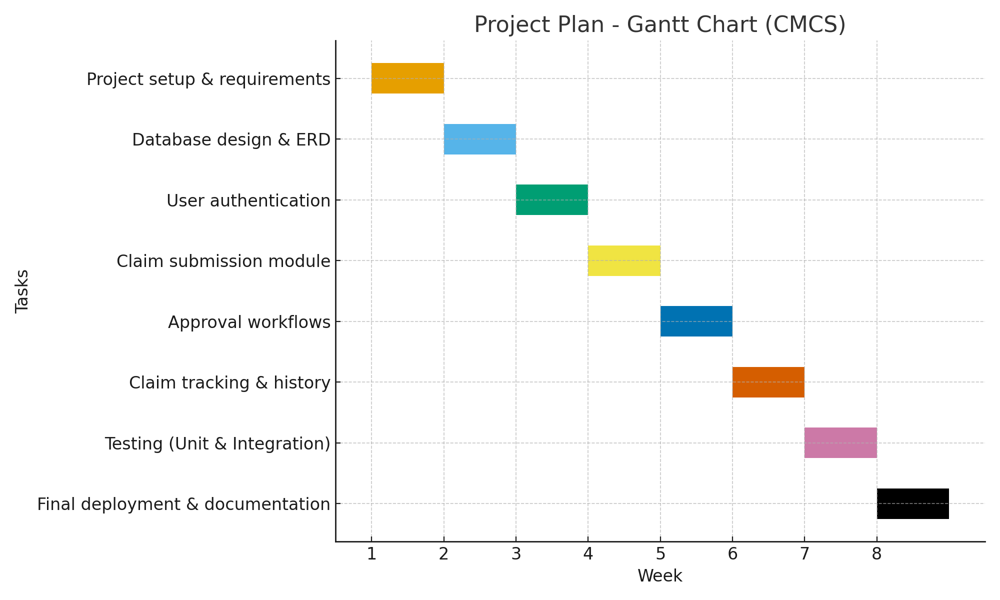 Project Plan - Gantt Chart (CMCS)
Project setup & requirements
Database design & ERD
User authentication
Claim submission module
Approval workflows
Claim tracking & history
Testing (Unit & Integration)
Final deployment & documentation
Tasks
1 2 3 4 5 6 7 8
Week